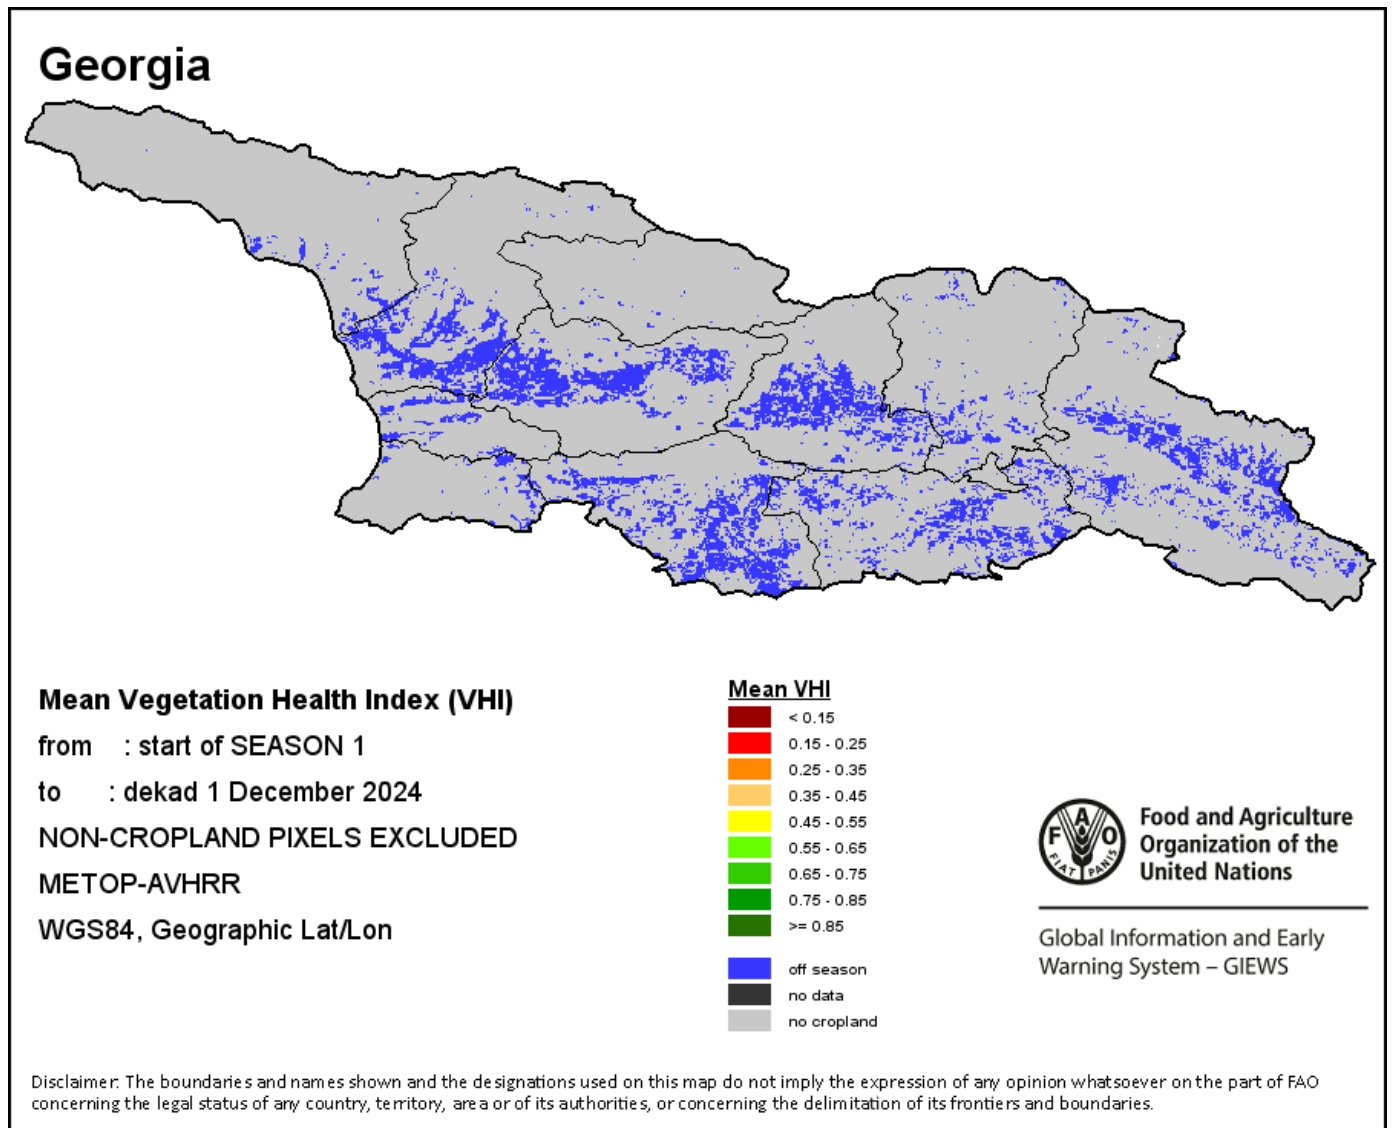 Georgia
Mean Vegetation Health Index (VHI)
from : start of SEASON 1
to : dekad 1 December 2024
NON-CROPLAND PIXELS EXCLUDED
METOP-AVHRR
WGS84, Geographic Lat/Lon
Mean VHI
< 0.15
0.15 - 0.25
0.25 - 0.35
0.35 - 0.45
0.45 - 0.55
0.55 - 0.65
0.65 - 0.75
0.75 - 0.85
>= 0.85
off season
no data
no cropland
F A O
FIAT PANIS
Food and Agriculture
Organization of the
United Nations
Global Information and Early
Warning System – GIEWS
Disclaimer: The boundaries and names shown and the designations used on this map do not imply the expression of any opinion whatsoever on the part of FAO
concerning the legal status of any country, territory, area or of its authorities, or concerning the delimitation of its frontiers and boundaries.